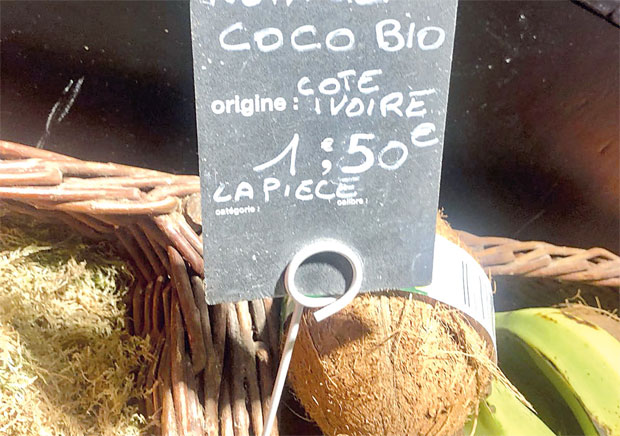 COCO BIO
origine : COTE
IVOIRE
1,50€
LA PIECE
catégorie : calibre :